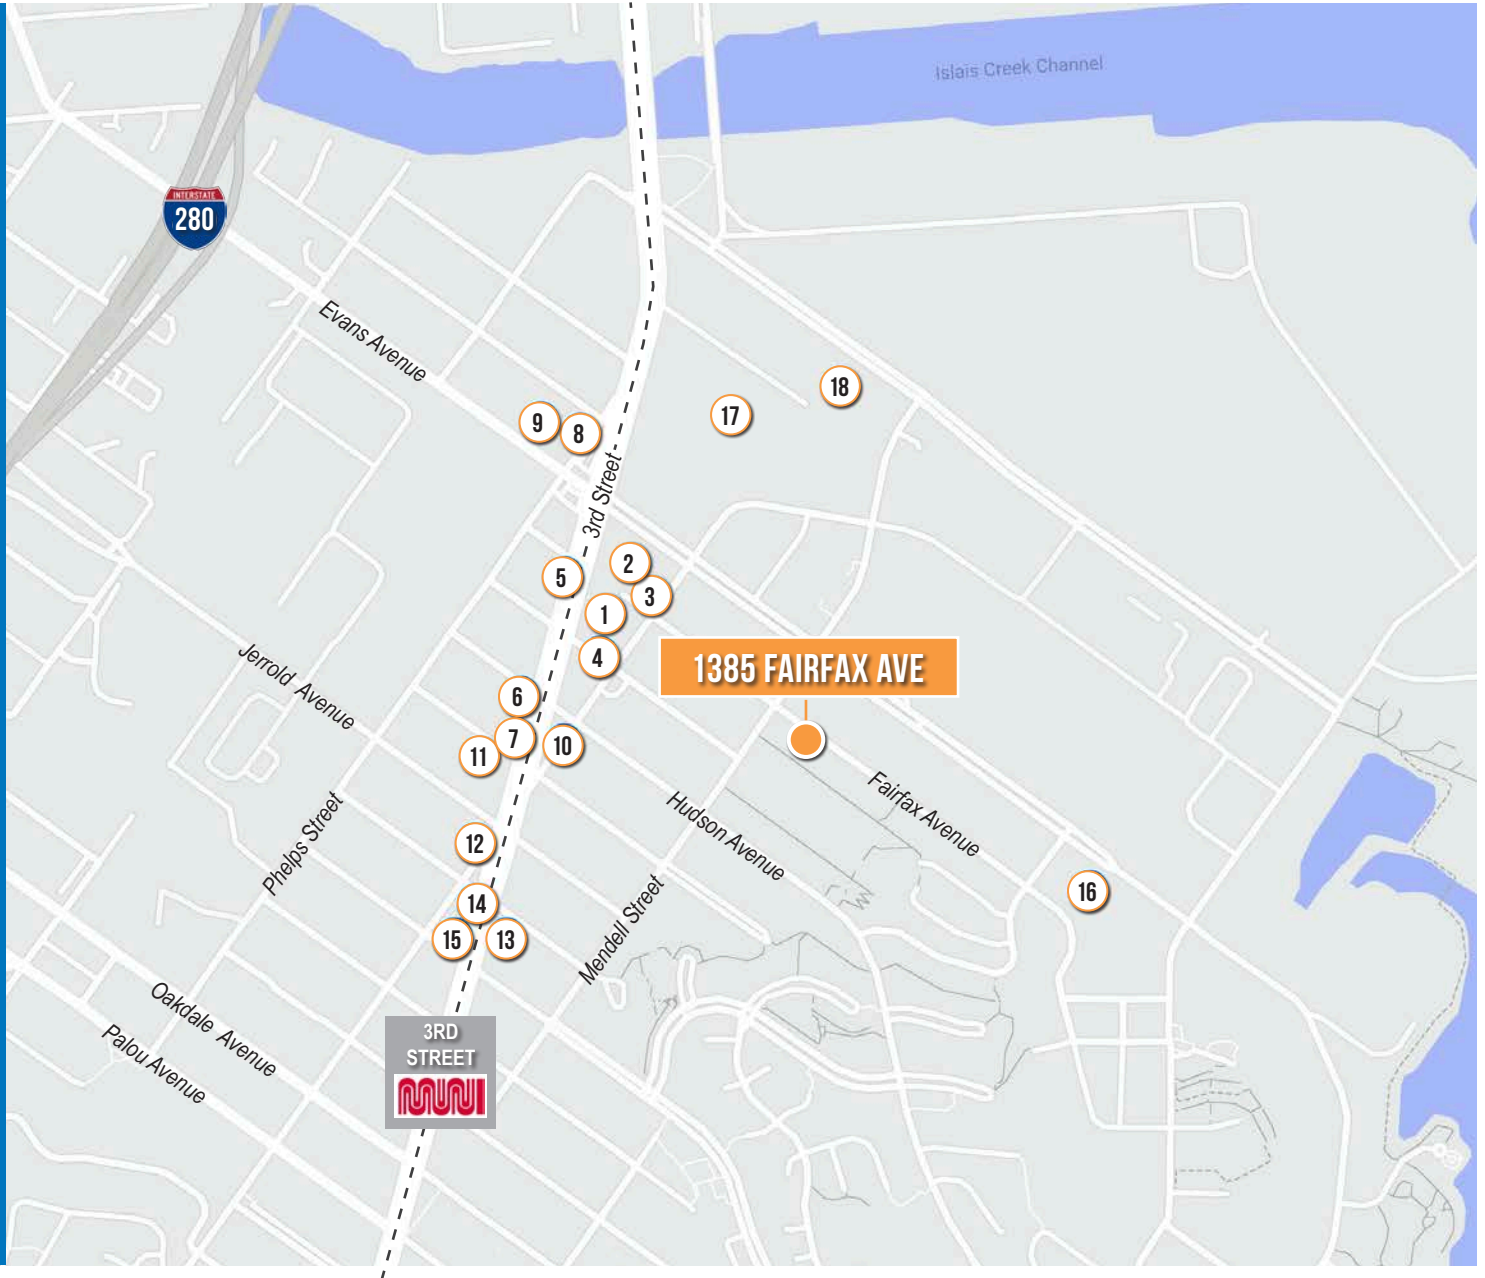 Islais Creek Channel
INTERSTATE
280
Evans Avenue
18
17
9
8
3rd Street
2
5
3
1
4
1385 FAIRFAX AVE
Jerrold Avenue
6
7
10
11
Fairfax Avenue
Hudson Avenue
Phelps Street
12
16
14
Mendell Street
15
13
Oakdale Avenue
Palou Avenue
3RD
STREET
MUNI